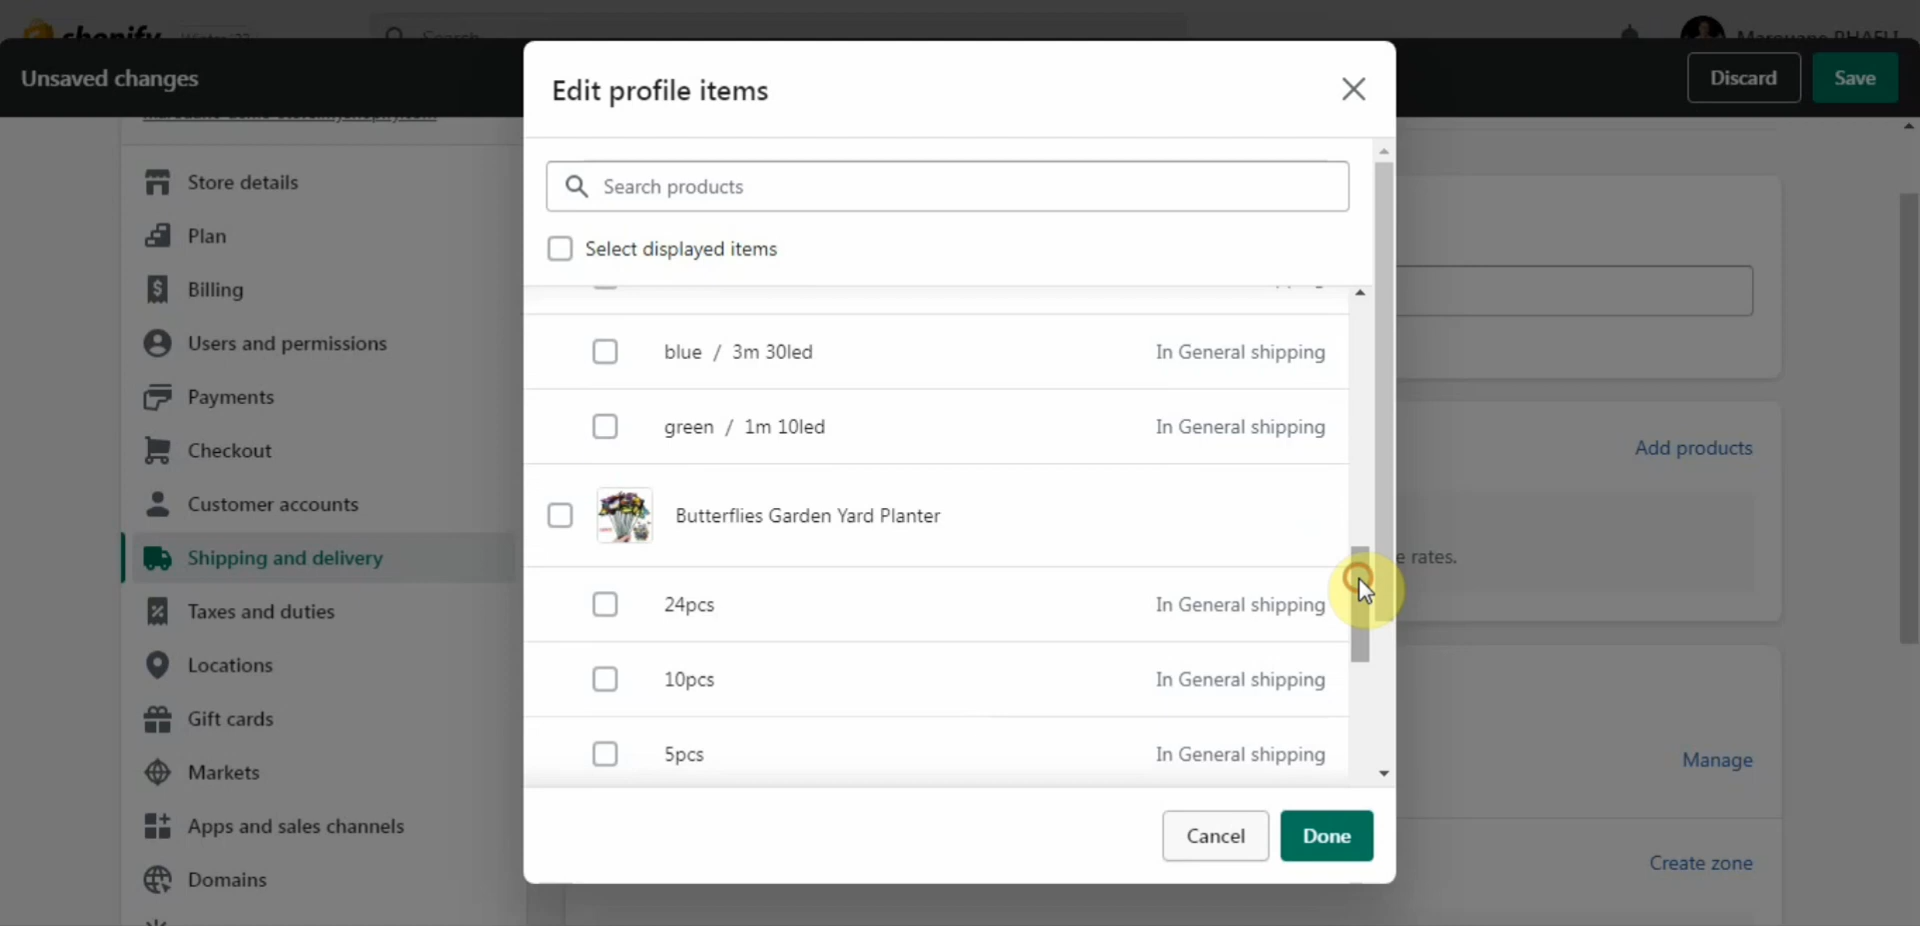 shopify
Search
Unsaved changes
Discard
Save
Store details
Plan
Billing
Users and permissions
Payments
Checkout
Customer accounts
Shipping and delivery
Taxes and duties
Locations
Gift cards
Markets
Apps and sales channels
Domains
Edit profile items
Search products
Select displayed items
blue / 3m 30led In General shipping
green / 1m 10led In General shipping
Butterflies Garden Yard Planter
24pcs In General shipping
10pcs In General shipping
5pcs In General shipping
Cancel
Done
Add products
rates.
Manage
Create zone